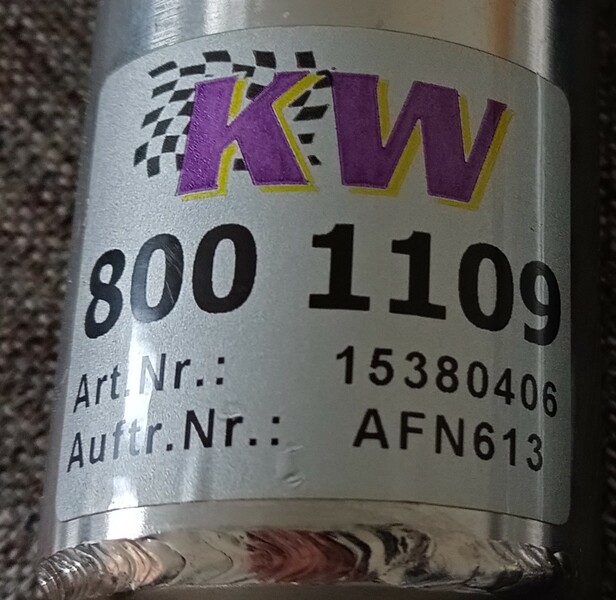 KW
800 1109
Art.Nr.: 15380406
Auftr.Nr.: AFN613